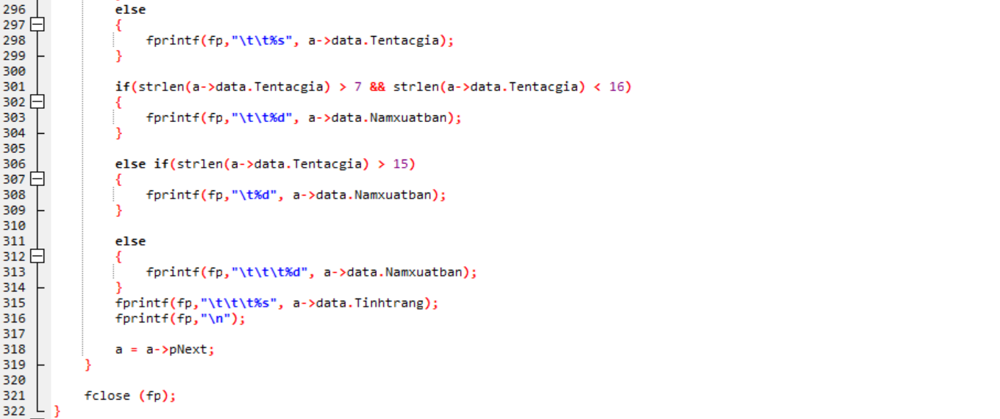 296 else
297 {
298 fprintf(fp,"\t\t%s", a->data.Tentacgia);
299 }
300
301 if(strlen(a->data.Tentacgia) > 7 && strlen(a->data.Tentacgia) < 16)
302 {
303 fprintf(fp,"\t\t%d", a->data.Namxuatban);
304 }
305
306 else if(strlen(a->data.Tentacgia) > 15)
307 {
308 fprintf(fp,"\t%d", a->data.Namxuatban);
309 }
310
311 else
312 {
313 fprintf(fp,"\t\t\t%d", a->data.Namxuatban);
314 }
315 fprintf(fp,"\t\t\t%s", a->data.Tinhtrang);
316 fprintf(fp,"\n");
317
318 a = a->pNext;
319 }
320
321 fclose (fp);
322 }